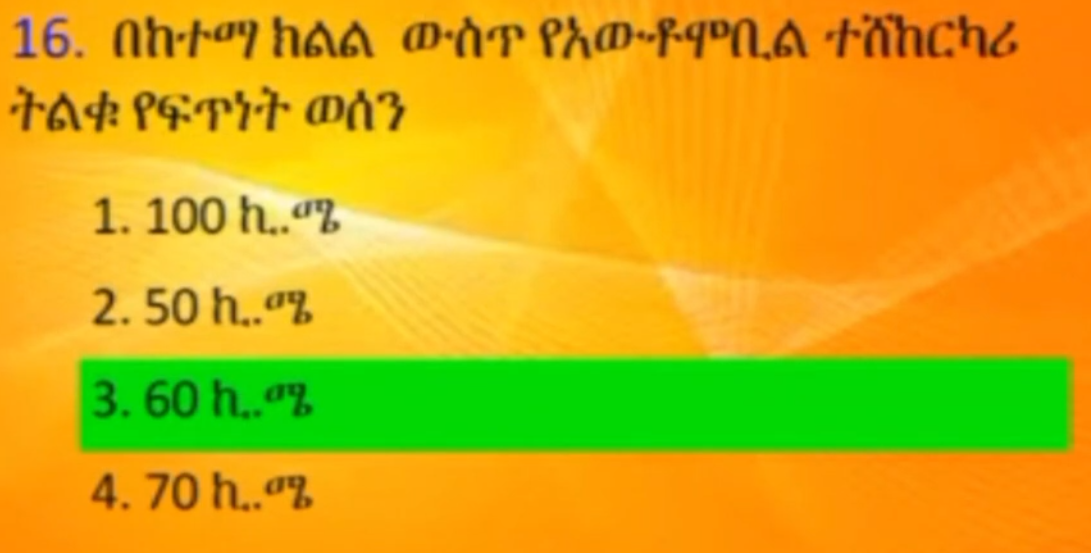 16. በከተማ ክልል ውስጥ የአውቶሞቢል ተሽከርካሪ
ትልቁ የፍጥነት ወሰን
1. 100 ኪ..ሜ
2. 50 ኪ..ሜ
3. 60 ኪ..ሜ
4. 70 ኪ..ሜ